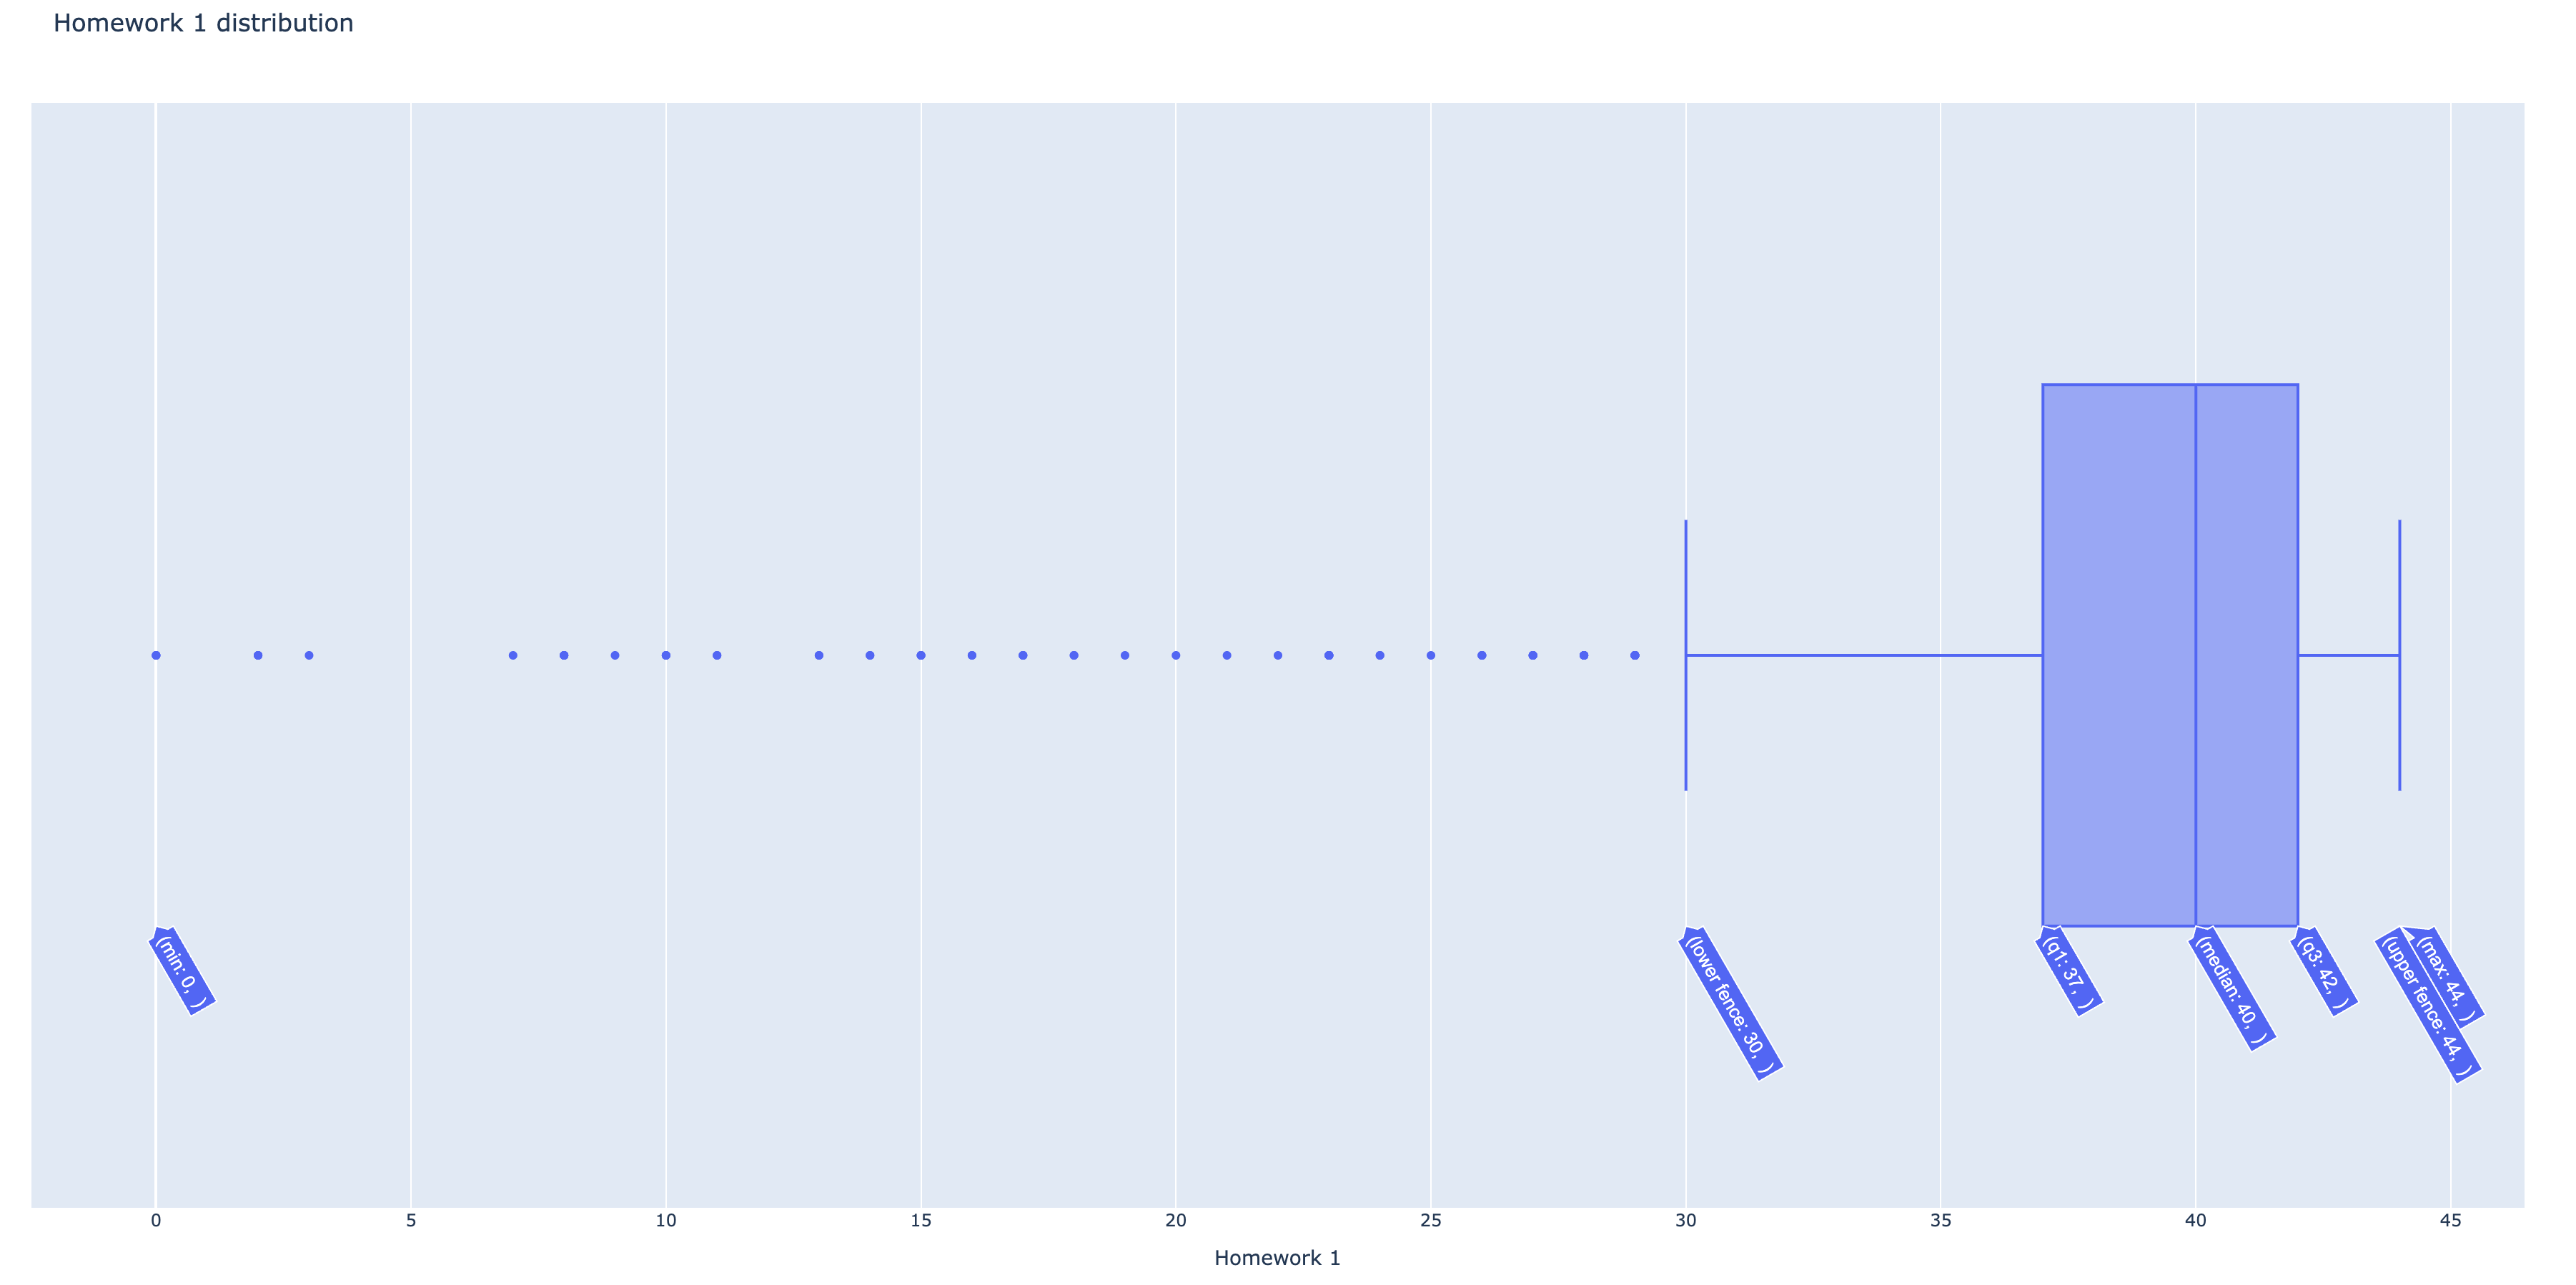 Homework 1 distribution
(min: 0,  )
(lower fence: 30,  )
(q1: 37,  )
(median: 40,  )
(q3: 42,  )
(upper fence: 44,  )
(max: 44,  )
0 5 10 15 20 25 30 35 40 45
Homework 1